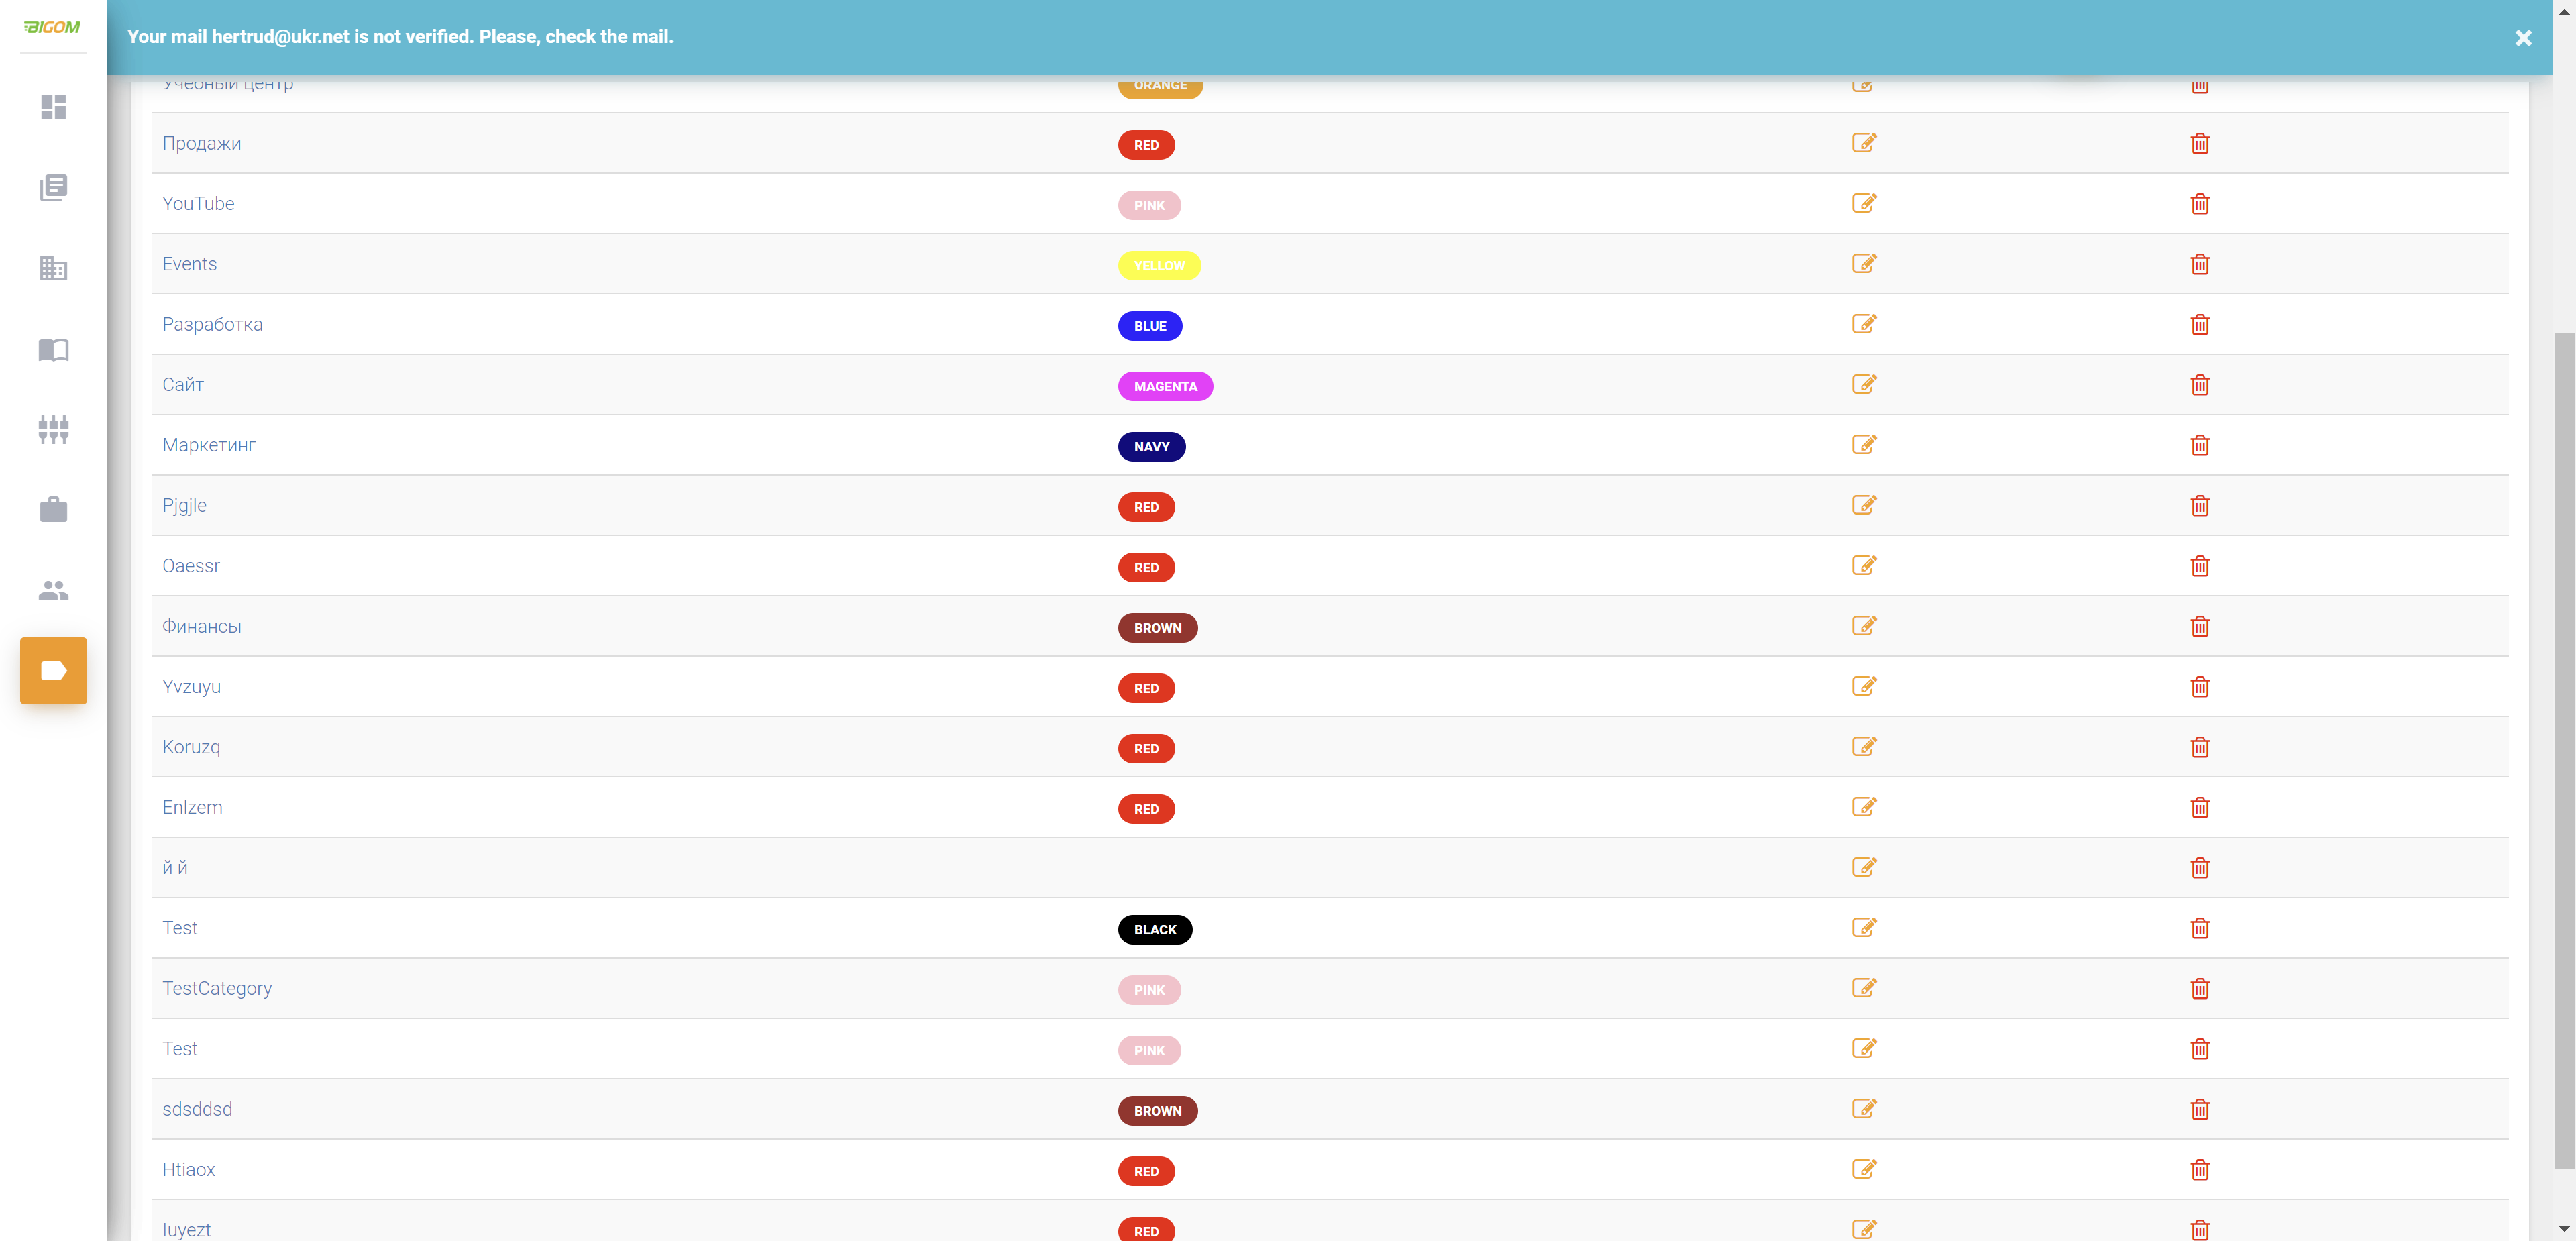 BIGOM
Your mail hertrud@ukr.net is not verified. Please, check the mail.
Учебный центр ORANGE
Продажи RED
YouTube PINK
Events YELLOW
Разработка BLUE
Сайт MAGENTA
Маркетинг NAVY
Pjgjle RED
Oaessr RED
Финансы BROWN
Yvzuyu RED
Koruzq RED
Enlzem RED
й й
Test BLACK
TestCategory PINK
Test PINK
sdsddsd BROWN
Htiaox RED
Iuyezt RED